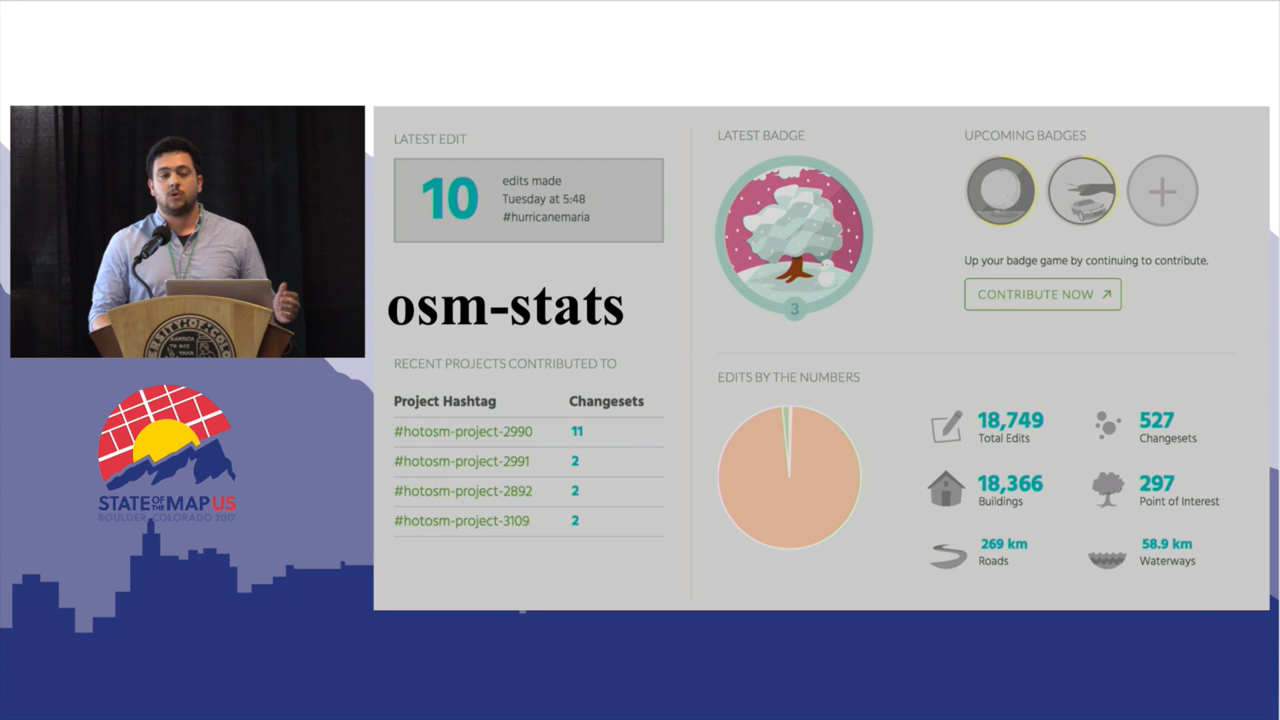 LATEST EDIT
10
edits made
Tuesday at 5:48
#hurricanemaria
osm-stats
RECENT PROJECTS CONTRIBUTED TO
Project Hashtag Changesets
#hotosm-project-2990 11
#hotosm-project-2991 2
#hotosm-project-2892 2
#hotosm-project-3109 2
LATEST BADGE
3
UPCOMING BADGES
Up your badge game by continuing to contribute.
CONTRIBUTE NOW
EDITS BY THE NUMBERS
18,749
Total Edits
527
Changesets
18,366
Buildings
297
Point of Interest
269 km
Roads
58.9 km
Waterways
STATE OF THE MAP US
BOULDER, COLORADO 2017